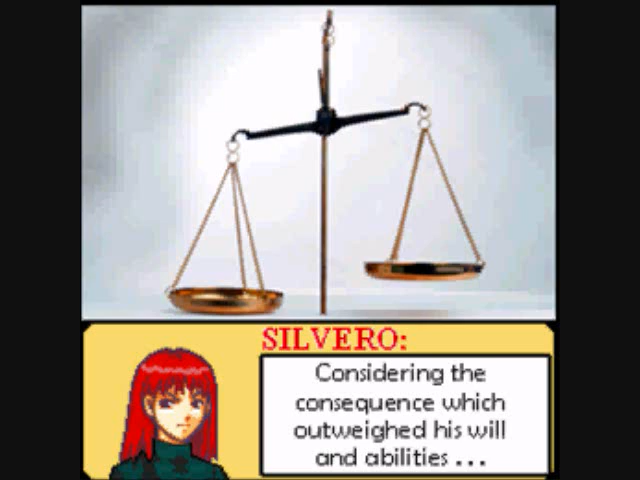 SILVERO:
Considering the
consequence which
outweighed his will
and abilities ...